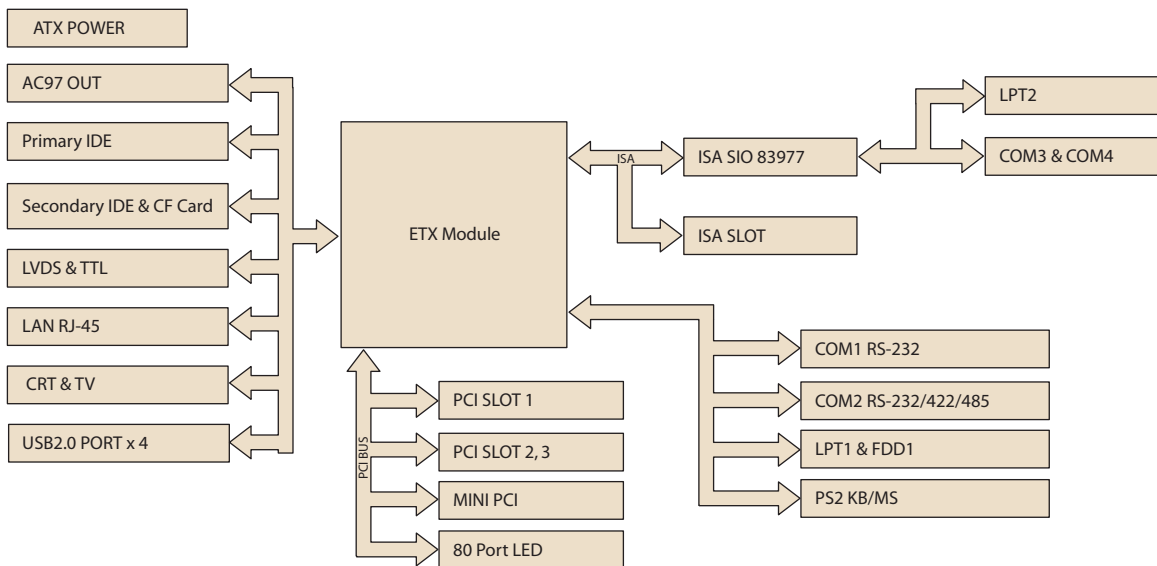 ATX POWER
AC97 OUT
Primary IDE
Secondary IDE & CF Card
LVDS & TTL
LAN RJ-45
CRT & TV
USB2.0 PORT x 4
ETX Module
PCI BUS
PCI SLOT 1
PCI SLOT 2, 3
MINI PCI
80 Port LED
ISA
ISA SIO 83977
ISA SLOT
LPT2
COM3 & COM4
COM1 RS-232
COM2 RS-232/422/485
LPT1 & FDD1
PS2 KB/MS